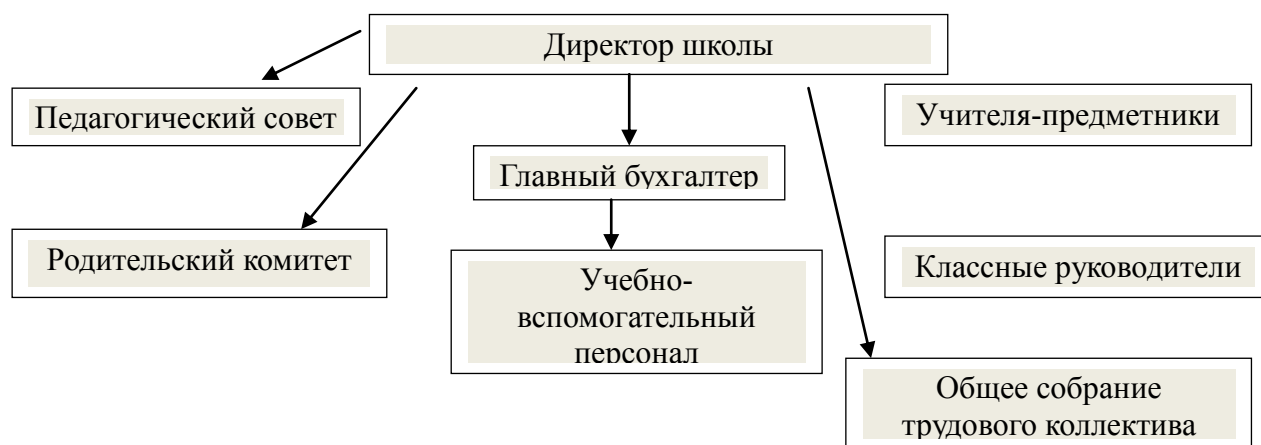 Директор школы
Педагогический совет
Учителя-предметники
Главный бухгалтер
Родительский комитет
Классные руководители
Учебно-
вспомогательный
персонал
Общее собрание
трудового коллектива